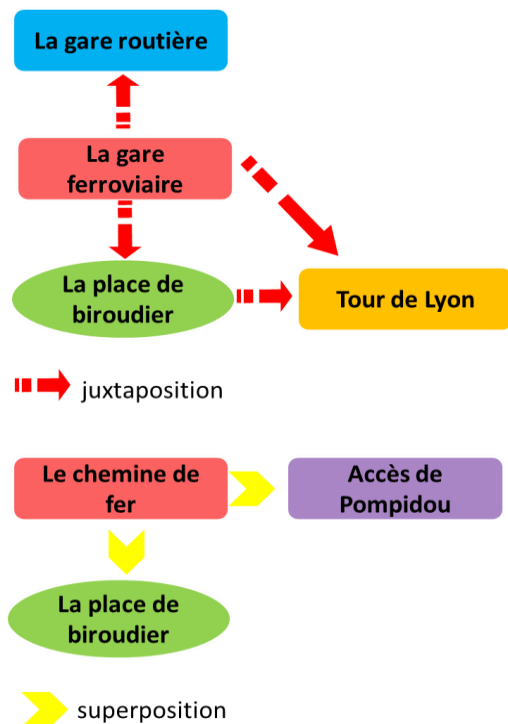 La gare routière
La gare
ferroviaire
La place de
biroudier
Tour de Lyon
juxtaposition
Le chemine de
fer
Accès de
Pompidou
La place de
biroudier
superposition